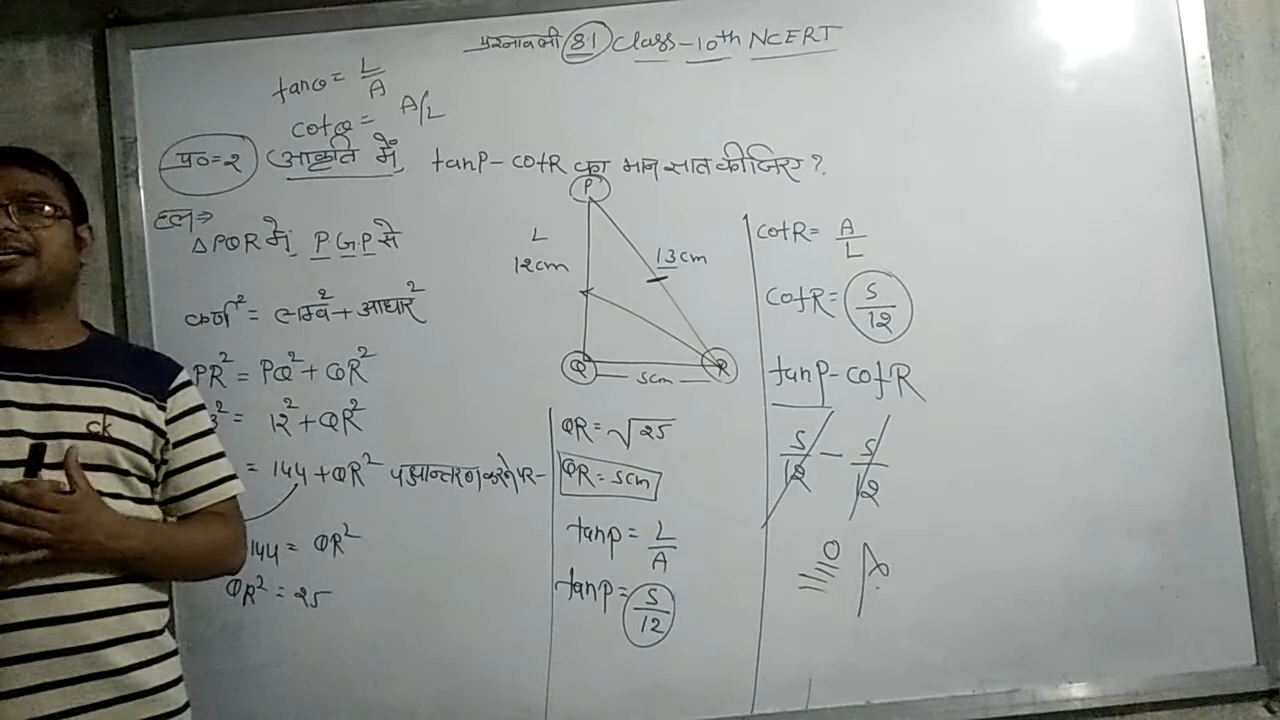 प्रश्नावली 8.1 Class-10th NCERT
tanθ = L/A
cotθ = A/L
प्र०=2 आकृति में, tanP-cotR का मान ज्ञात कीजिए?
हल⇒
△PQR में, P.G.P से
कर्ण² = लम्ब² + आधार²
PR² = PQ² + QR²
3² = 12² + QR²
= 144 + QR² पक्षान्तरण करने पर-
144 = QR²
QR² = 25
P
L
12cm
13cm
Q
5cm
R
QR = √25
QR = 5cm
tanp = L/A
tanp = 5/12
cotR = A/L
cotR = 5/12
tanp-cotR
5/12 - 5/12
0 A
ck